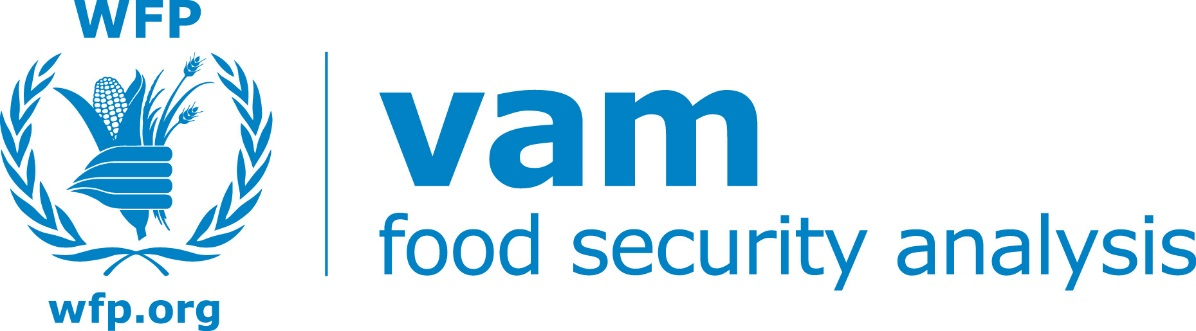 WFP
wfp.org
vam
food security analysis